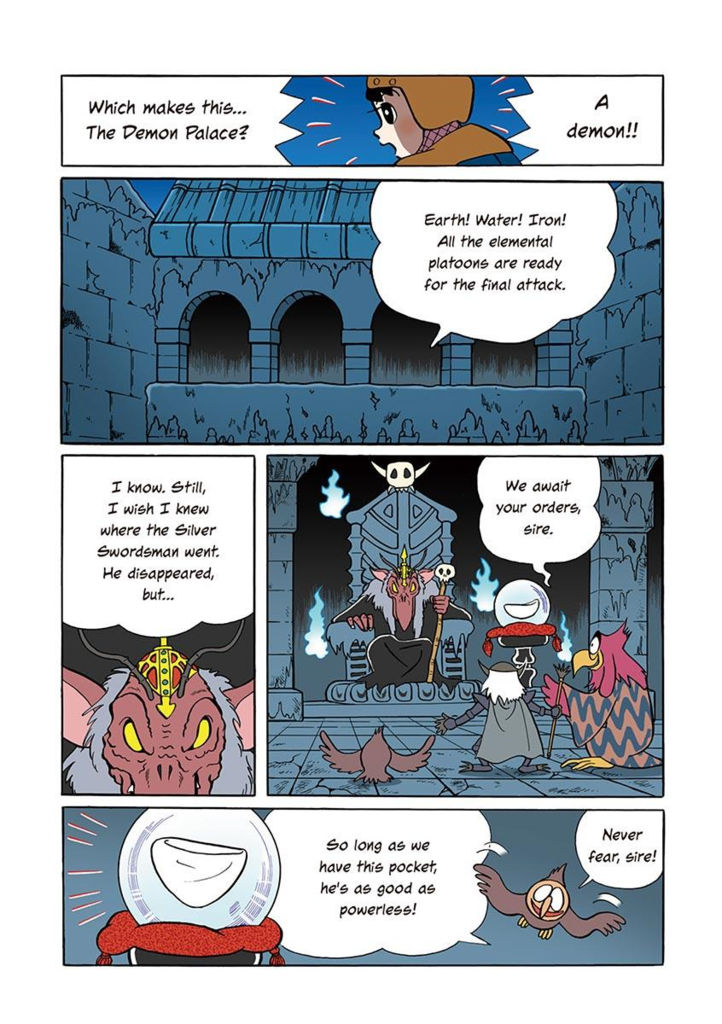 Which makes this...
The Demon Palace?
A
demon!!
Earth! Water! Iron!
All the elemental
platoons are ready
for the final attack.
I know. Still,
I wish I knew
where the Silver
Swordsman went.
He disappeared,
but...
We await
your orders,
sire.
So long as we
have this pocket,
he's as good as
powerless!
Never
fear, sire!